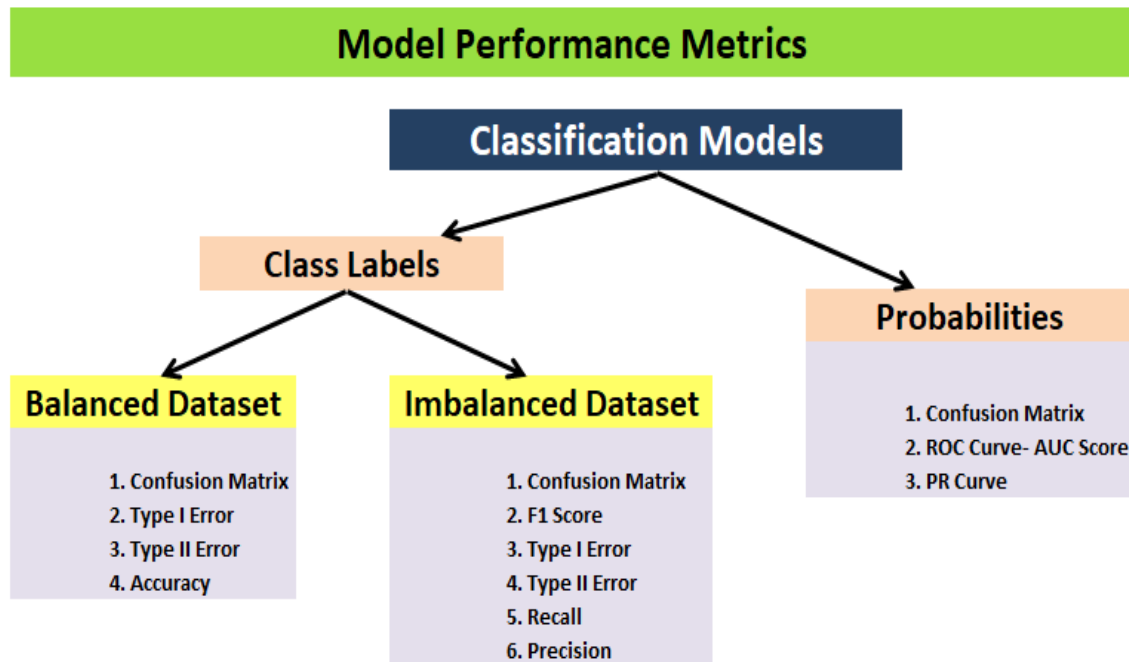 Model Performance Metrics
Classification Models
Class Labels
Probabilities
1. Confusion Matrix
2. ROC Curve- AUC Score
3. PR Curve
Balanced Dataset
1. Confusion Matrix
2. Type I Error
3. Type II Error
4. Accuracy
Imbalanced Dataset
1. Confusion Matrix
2. F1 Score
3. Type I Error
4. Type II Error
5. Recall
6. Precision